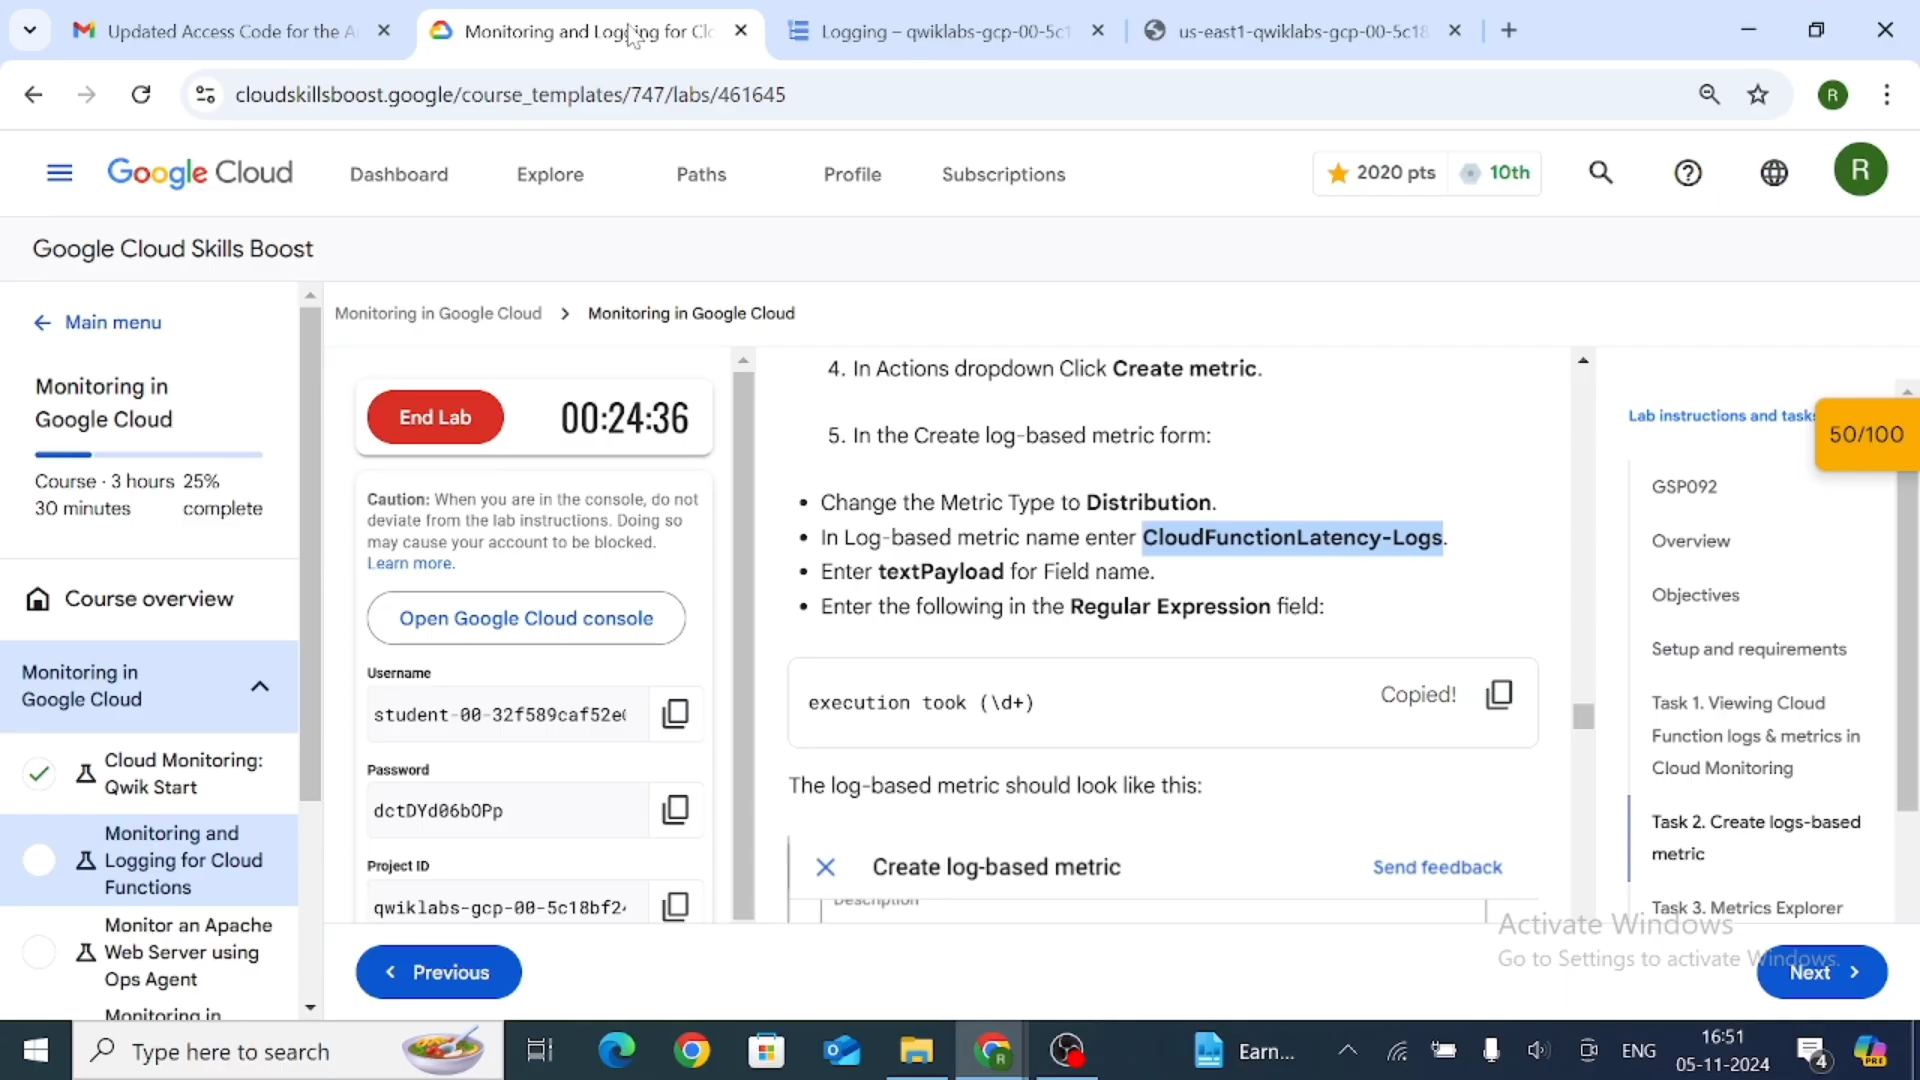 Updated Access Code for the A
Monitoring and Logging for Clo
Logging – qwiklabs-gcp-00-5c1
us-east1-qwiklabs-gcp-00-5c18
cloudskillsboost.google/course_templates/747/labs/461645
R
Google Cloud
Dashboard
Explore
Paths
Profile
Subscriptions
2020 pts
10th
R
Google Cloud Skills Boost
Main menu
Monitoring in
Google Cloud
Course · 3 hours 25%
30 minutes complete
Course overview
Monitoring in
Google Cloud
Cloud Monitoring:
Qwik Start
Monitoring and
Logging for Cloud
Functions
Monitor an Apache
Web Server using
Ops Agent
Monitoring in
Monitoring in Google Cloud > Monitoring in Google Cloud
End Lab
00:24:36
Caution: When you are in the console, do not
deviate from the lab instructions. Doing so
may cause your account to be blocked.
Learn more.
Open Google Cloud console
Username
student-00-32f589caf52e
Password
dctDYd06bOPp
Project ID
qwiklabs-gcp-00-5c18bf2
4. In Actions dropdown Click Create metric.
5. In the Create log-based metric form:
• Change the Metric Type to Distribution.
• In Log-based metric name enter CloudFunctionLatency-Logs.
• Enter textPayload for Field name.
• Enter the following in the Regular Expression field:
execution took (\d+)
Copied!
The log-based metric should look like this:
Create log-based metric
Send feedback
Description
Lab instructions and tasks
50/100
GSP092
Overview
Objectives
Setup and requirements
Task 1. Viewing Cloud
Function logs & metrics in
Cloud Monitoring
Task 2. Create logs-based
metric
Task 3. Metrics Explorer
Activate Windows
Go to Settings to activate Windows.
Previous
Next
Type here to search
Earn...
ENG
16:51
05-11-2024
4
PRE